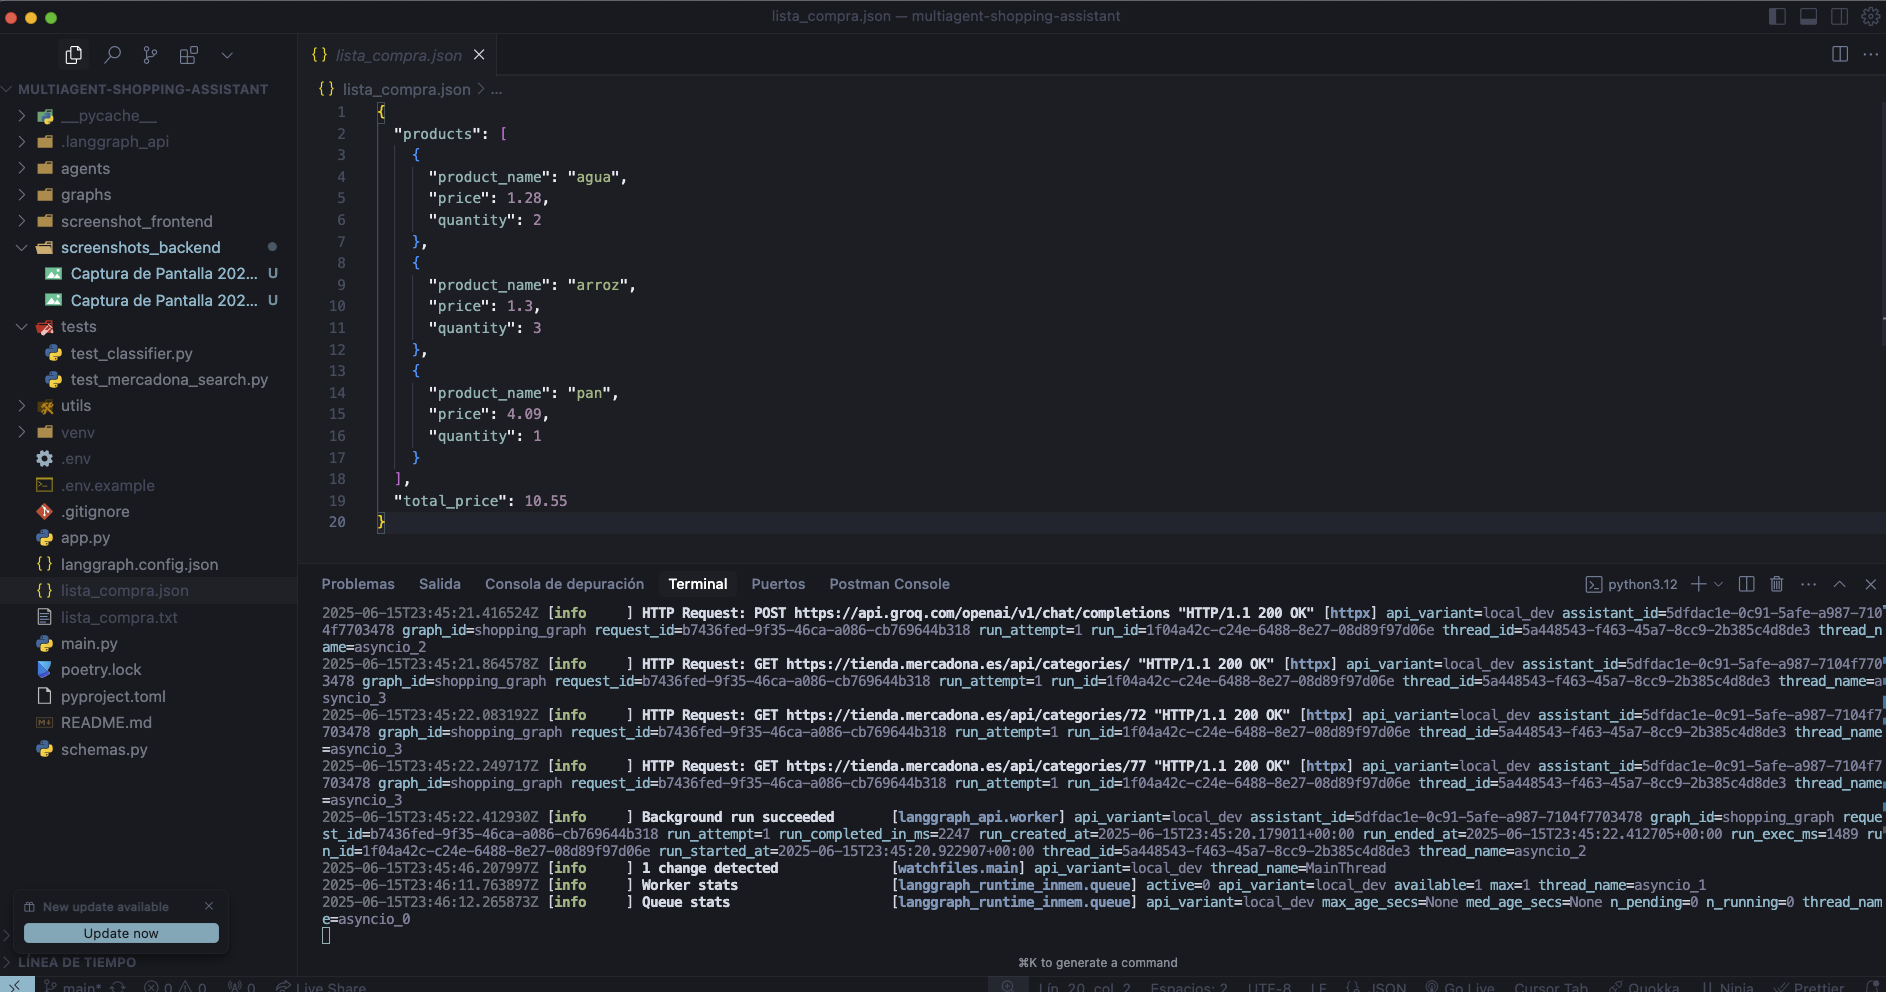 lista_compra.json — multiagent-shopping-assistant
MULTIAGENT-SHOPPING-ASSISTANT
__pycache__
.langgraph_api
agents
graphs
screenshot_frontend
screenshots_backend
Captura de Pantalla 202... U
Captura de Pantalla 202... U
tests
test_classifier.py
test_mercadona_search.py
utils
venv
.env
.env.example
.gitignore
app.py
langgraph.config.json
lista_compra.json
lista_compra.txt
main.py
poetry.lock
pyproject.toml
README.md
schemas.py
New update available
Update now
LÍNEA DE TIEMPO
{} lista_compra.json
{} lista_compra.json > ...
1 {
2 "products": [
3 {
4 "product_name": "agua",
5 "price": 1.28,
6 "quantity": 2
7 },
8 {
9 "product_name": "arroz",
10 "price": 1.3,
11 "quantity": 3
12 },
13 {
14 "product_name": "pan",
15 "price": 4.09,
16 "quantity": 1
17 }
18 ],
19 "total_price": 10.55
20 }
Problemas Salida Consola de depuración Terminal Puertos Postman Console python3.12
2025-06-15T23:45:21.416524Z [info ] HTTP Request: POST https://api.groq.com/openai/v1/chat/completions "HTTP/1.1 200 OK" [httpx] api_variant=local_dev assistant_id=5dfdac1e-0c91-5afe-a987-710
4f7703478 graph_id=shopping_graph request_id=b7436fed-9f35-46ca-a086-cb769644b318 run_attempt=1 run_id=1f04a42c-c24e-6488-8e27-08d89f97d06e thread_id=5a448543-f463-45a7-8cc9-2b385c4d8de3 thread_n
ame=asyncio_2
2025-06-15T23:45:21.864578Z [info ] HTTP Request: GET https://tienda.mercadona.es/api/categories/ "HTTP/1.1 200 OK" [httpx] api_variant=local_dev assistant_id=5dfdac1e-0c91-5afe-a987-7104f770
3478 graph_id=shopping_graph request_id=b7436fed-9f35-46ca-a086-cb769644b318 run_attempt=1 run_id=1f04a42c-c24e-6488-8e27-08d89f97d06e thread_id=5a448543-f463-45a7-8cc9-2b385c4d8de3 thread_name=a
syncio_3
2025-06-15T23:45:22.083192Z [info ] HTTP Request: GET https://tienda.mercadona.es/api/categories/72 "HTTP/1.1 200 OK" [httpx] api_variant=local_dev assistant_id=5dfdac1e-0c91-5afe-a987-7104f7
703478 graph_id=shopping_graph request_id=b7436fed-9f35-46ca-a086-cb769644b318 run_attempt=1 run_id=1f04a42c-c24e-6488-8e27-08d89f97d06e thread_id=5a448543-f463-45a7-8cc9-2b385c4d8de3 thread_name
=asyncio_3
2025-06-15T23:45:22.249717Z [info ] HTTP Request: GET https://tienda.mercadona.es/api/categories/77 "HTTP/1.1 200 OK" [httpx] api_variant=local_dev assistant_id=5dfdac1e-0c91-5afe-a987-7104f7
703478 graph_id=shopping_graph request_id=b7436fed-9f35-46ca-a086-cb769644b318 run_attempt=1 run_id=1f04a42c-c24e-6488-8e27-08d89f97d06e thread_id=5a448543-f463-45a7-8cc9-2b385c4d8de3 thread_name
=asyncio_3
2025-06-15T23:45:22.412930Z [info ] Background run succeeded [langgraph_api.worker] api_variant=local_dev assistant_id=5dfdac1e-0c91-5afe-a987-7104f7703478 graph_id=shopping_graph reque
st_id=b7436fed-9f35-46ca-a086-cb769644b318 run_attempt=1 run_completed_in_ms=2247 run_created_at=2025-06-15T23:45:20.179011+00:00 run_ended_at=2025-06-15T23:45:22.412705+00:00 run_exec_ms=1489 ru
n_id=1f04a42c-c24e-6488-8e27-08d89f97d06e run_started_at=2025-06-15T23:45:20.922907+00:00 thread_id=5a448543-f463-45a7-8cc9-2b385c4d8de3 thread_name=asyncio_2
2025-06-15T23:45:46.207997Z [info ] 1 change detected [watchfiles.main] api_variant=local_dev thread_name=MainThread
2025-06-15T23:46:11.763897Z [info ] Worker stats [langgraph_runtime_inmem.queue] active=0 api_variant=local_dev available=1 max=1 thread_name=asyncio_1
2025-06-15T23:46:12.265873Z [info ] Queue stats [langgraph_runtime_inmem.queue] api_variant=local_dev max_age_secs=None med_age_secs=None n_pending=0 n_running=0 thread_nam
e=asyncio_0
⌘K to generate a command
main* 0 0 0 Live Share Lín. 20, col. 2 Espacios: 2 UTF-8 LF {} JSON Go Live Cursor Tab Quokka Ninja Prettier